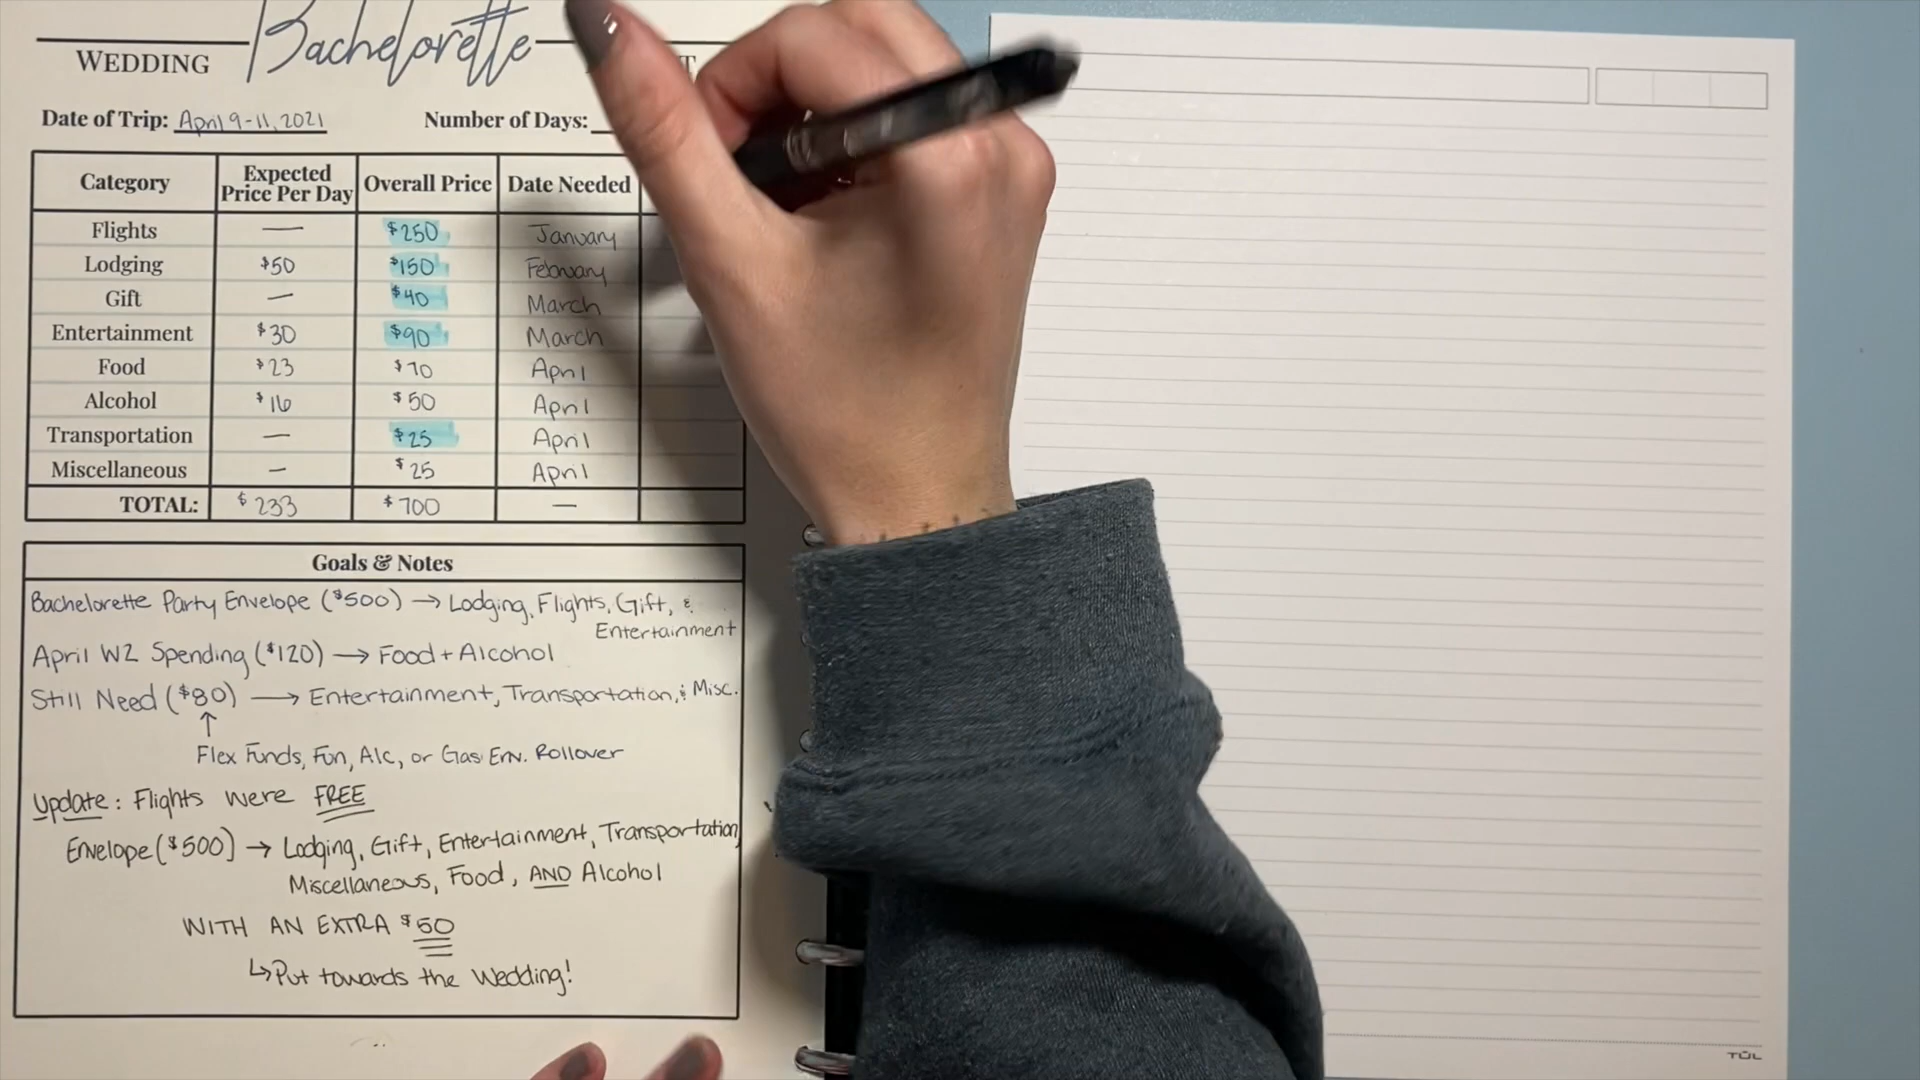 WEDDING Bachelorette T
Date of Trip: April 9-11, 2021 Number of Days:
Category Expected Price Per Day Overall Price Date Needed
Flights — $250 January
Lodging $50 $150 February
Gift — $40 March
Entertainment $30 $90 March
Food $23 $70 April
Alcohol $16 $50 April
Transportation — $25 April
Miscellaneous — $25 April
TOTAL: $233 $700 —
Goals & Notes
Bachelorette Party Envelope ($500) → Lodging, Flights, Gift, &
Entertainment
April W2 Spending ($120) → Food + Alcohol
Still Need ($80) → Entertainment, Transportation, & Misc.
↑
Flex Funds, Fun, Alc, or Gas Env. Rollover
Update: Flights were FREE
Envelope ($500) → Lodging, Gift, Entertainment, Transportation,
Miscellaneous, Food, AND Alcohol
WITH AN EXTRA $50
↳ Put towards the Wedding!
TUL